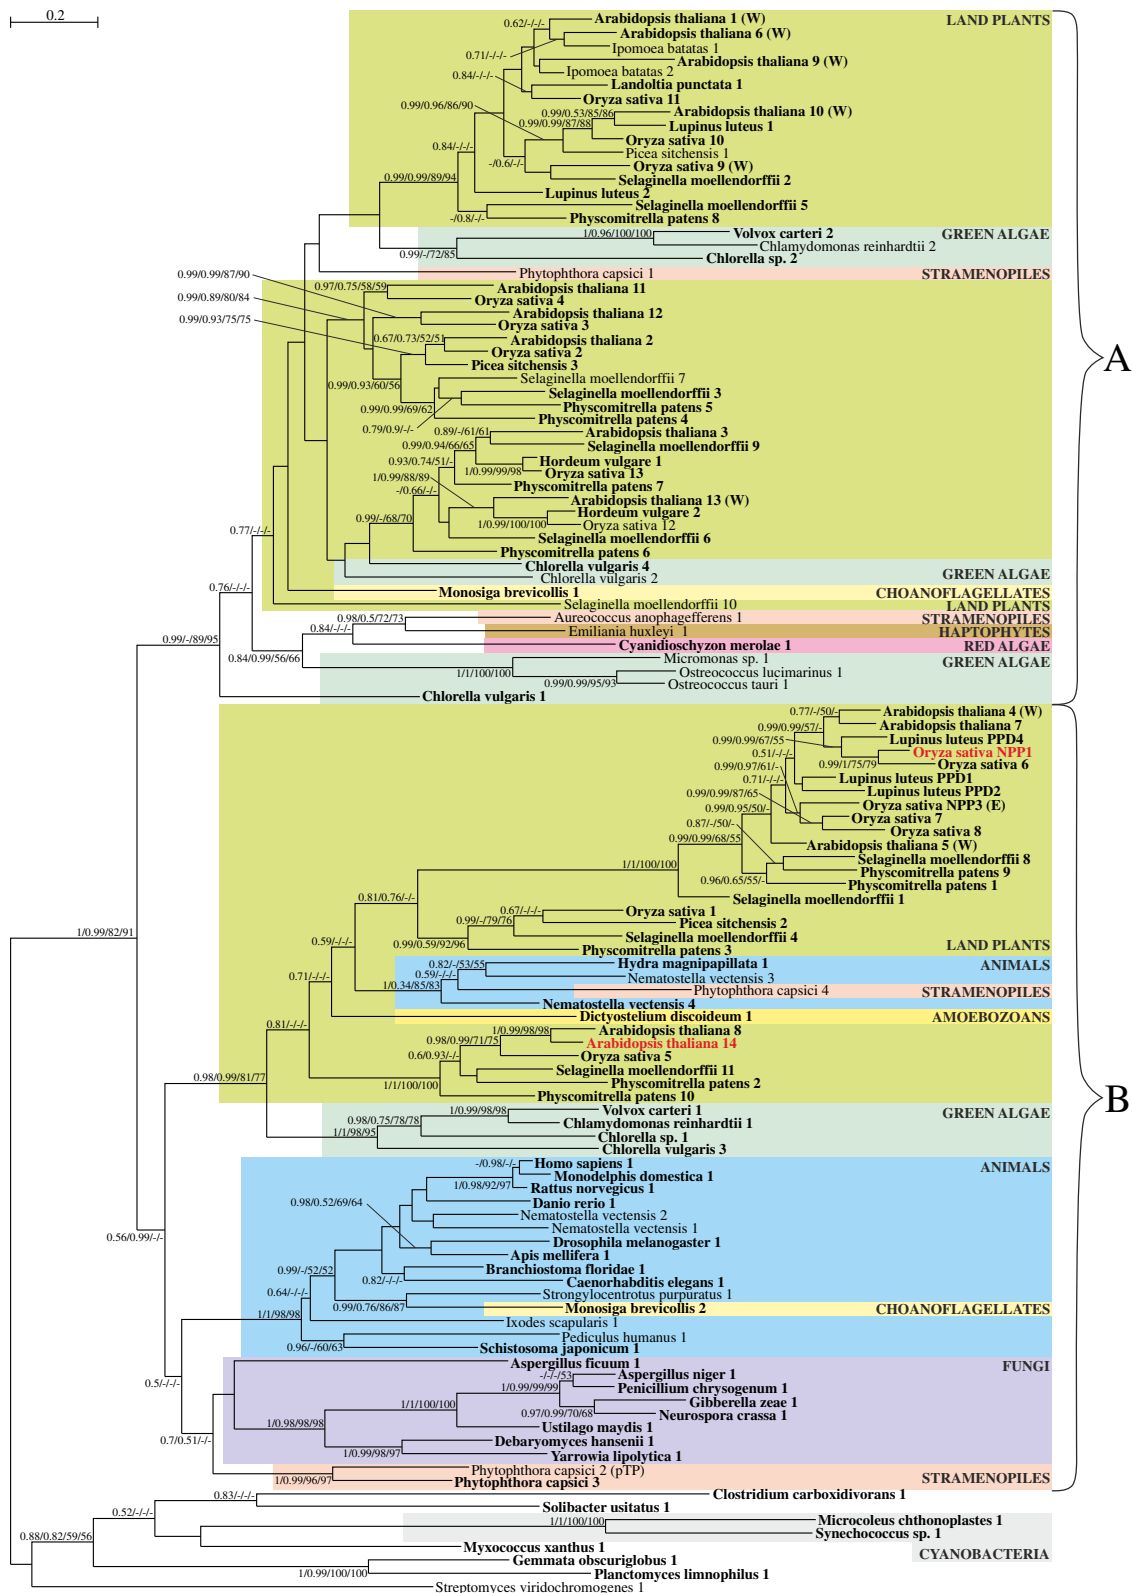 0.2
0.62/-/-/-
Arabidopsis thaliana 1 (W)
LAND PLANTS
Arabidopsis thaliana 6 (W)
0.71/-/-/-
Ipomoea batatas 1
Arabidopsis thaliana 9 (W)
0.84/-/-/-
Ipomoea batatas 2
Landoltia punctata 1
0.99/0.96/86/90
Oryza sativa 11
0.99/0.53/85/86
Arabidopsis thaliana 10 (W)
0.99/0.99/87/88
Lupinus luteus 1
Oryza sativa 10
0.84/-/-/-
Picea sitchensis 1
-/0.6/-/-
Oryza sativa 9 (W)
0.99/0.99/89/94
Selaginella moellendorffii 2
Lupinus luteus 2
Selaginella moellendorffii 5
-/0.8/-/-
Physcomitrella patens 8
1/0.96/100/100
Volvox carteri 2
GREEN ALGAE
Chlamydomonas reinhardtii 2
0.99/-/72/85
Chlorella sp. 2
0.99/0.99/87/90
Phytophthora capsici 1
STRAMENOPILES
0.97/0.75/58/59
Arabidopsis thaliana 11
0.99/0.89/80/84
Oryza sativa 4
Arabidopsis thaliana 12
0.99/0.93/75/75
Oryza sativa 3
0.67/0.73/52/51
Arabidopsis thaliana 2
Oryza sativa 2
A
Picea sitchensis 3
Selaginella moellendorffii 7
0.99/0.93/60/56
Selaginella moellendorffii 3
0.99/0.99/69/62
Physcomitrella patens 5
Physcomitrella patens 4
0.79/0.9/-/-
0.89/-/61/61
Arabidopsis thaliana 3
0.99/0.94/66/65
Selaginella moellendorffii 9
0.93/0.74/51/-
Hordeum vulgare 1
1/0.99/99/98
Oryza sativa 13
1/0.99/88/89
Physcomitrella patens 7
-/0.66/-/-
Arabidopsis thaliana 13 (W)
Hordeum vulgare 2
0.99/-/68/70
1/0.99/100/100
Oryza sativa 12
0.77/-/-/-
Selaginella moellendorffii 6
Physcomitrella patens 6
Chlorella vulgaris 4
Chlorella vulgaris 2
GREEN ALGAE
0.76/-/-/-
Monosiga brevicollis 1
CHOANOFLAGELLATES
Selaginella moellendorffii 10
LAND PLANTS
0.98/0.5/72/73
Aureococcus anophagefferens 1
STRAMENOPILES
0.84/-/-/-
Emiliania huxleyi 1
HAPTOPHYTES
0.99/-/89/95
Cyanidioschyzon merolae 1
RED ALGAE
0.84/0.99/56/66
Micromonas sp. 1
GREEN ALGAE
1/1/100/100
Ostreococcus lucimarinus 1
0.99/0.99/95/93
Ostreococcus tauri 1
Chlorella vulgaris 1
0.77/-/50/-
Arabidopsis thaliana 4 (W)
0.99/0.99/57/-
Arabidopsis thaliana 7
0.99/0.99/67/55
Lupinus luteus PPD4
0.51/-/-/-
Oryza sativa NPP1
0.99/1/75/79
Oryza sativa 6
0.99/0.97/61/-
Lupinus luteus PPD1
0.71/-/-/-
Lupinus luteus PPD2
0.99/0.99/87/65
Oryza sativa NPP3 (E)
0.99/0.95/50/-
Oryza sativa 7
0.87/-/50/-
Oryza sativa 8
0.99/0.99/68/55
Arabidopsis thaliana 5 (W)
Selaginella moellendorffii 8
1/1/100/100
Physcomitrella patens 9
0.96/0.65/55/-
Physcomitrella patens 1
0.81/0.76/-/-
Selaginella moellendorffii 1
0.67/-/-/-
Oryza sativa 1
0.99/-/79/76
Picea sitchensis 2
Selaginella moellendorffii 4
1/0.99/82/91
0.59/-/-/-
0.99/0.59/92/96
Physcomitrella patens 3
LAND PLANTS
0.82/-/53/55
Hydra magnipapillata 1
ANIMALS
0.71/-/-/-
0.59/-/-/-
Nematostella vectensis 3
1/0.34/85/83
Phytophthora capsici 4
STRAMENOPILES
Nematostella vectensis 4
0.81/-/-/-
Dictyostelium discoideum 1
AMOEBOZOANS
1/0.99/98/98
Arabidopsis thaliana 8
0.98/0.99/71/75
Arabidopsis thaliana 14
0.6/0.93/-/-
Oryza sativa 5
0.98/0.99/81/77
Selaginella moellendorffii 11
1/1/100/100
Physcomitrella patens 2
Physcomitrella patens 10
B
1/0.99/98/98
Volvox carteri 1
GREEN ALGAE
0.98/0.75/78/78
Chlamydomonas reinhardtii 1
1/1/98/95
Chlorella sp. 1
Chlorella vulgaris 3
-/0.98/-/-
Homo sapiens 1
ANIMALS
Monodelphis domestica 1
1/0.98/92/97
Rattus norvegicus 1
0.98/0.52/69/64
Danio rerio 1
Nematostella vectensis 2
Nematostella vectensis 1
0.56/0.99/-/-
Drosophila melanogaster 1
Apis mellifera 1
0.99/-/52/52
Branchiostoma floridae 1
0.82/-/-/-
Caenorhabditis elegans 1
0.64/-/-/-
Strongylocentrotus purpuratus 1
0.99/0.76/86/87
Monosiga brevicollis 2
CHOANOFLAGELLATES
1/1/98/98
Ixodes scapularis 1
Pediculus humanus 1
0.96/-/60/63
Schistosoma japonicum 1
Aspergillus ficuum 1
FUNGI
0.5/-/-/-
-/-/-/53
Aspergillus niger 1
1/0.99/99/99
Penicillium chrysogenum 1
1/1/100/100
Gibberella zeae 1
0.97/0.99/70/68
Neurospora crassa 1
1/0.98/98/98
Ustilago maydis 1
0.7/0.51/-/-
Debaryomyces hansenii 1
1/0.99/98/97
Yarrowia lipolytica 1
Phytophthora capsici 2 (pTP)
1/0.99/96/97
Phytophthora capsici 3
STRAMENOPILES
0.83/-/-/-
Clostridium carboxidivorans 1
0.52/-/-/-
Solibacter usitatus 1
1/1/100/100
Microcoleus chthonoplastes 1
0.88/0.82/59/56
Synechococcus sp. 1
Myxococcus xanthus 1
CYANOBACTERIA
Gemmata obscuriglobus 1
1/0.99/100/100
Planctomyces limnophilus 1
Streptomyces viridochromogenes 1